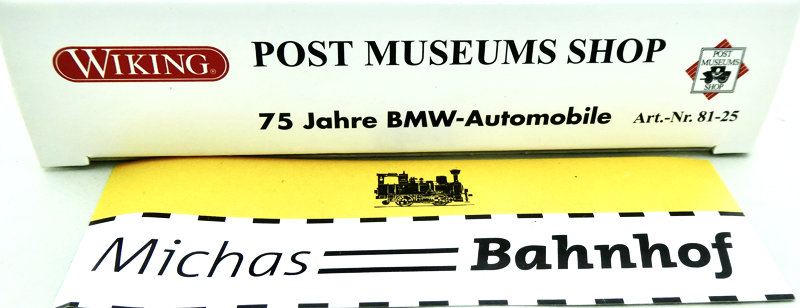 WIKING®
POST MUSEUMS SHOP
POST
MUSEUMS
SHOP
75 Jahre BMW-Automobile Art.-Nr. 81-25
Michas Bahnhof